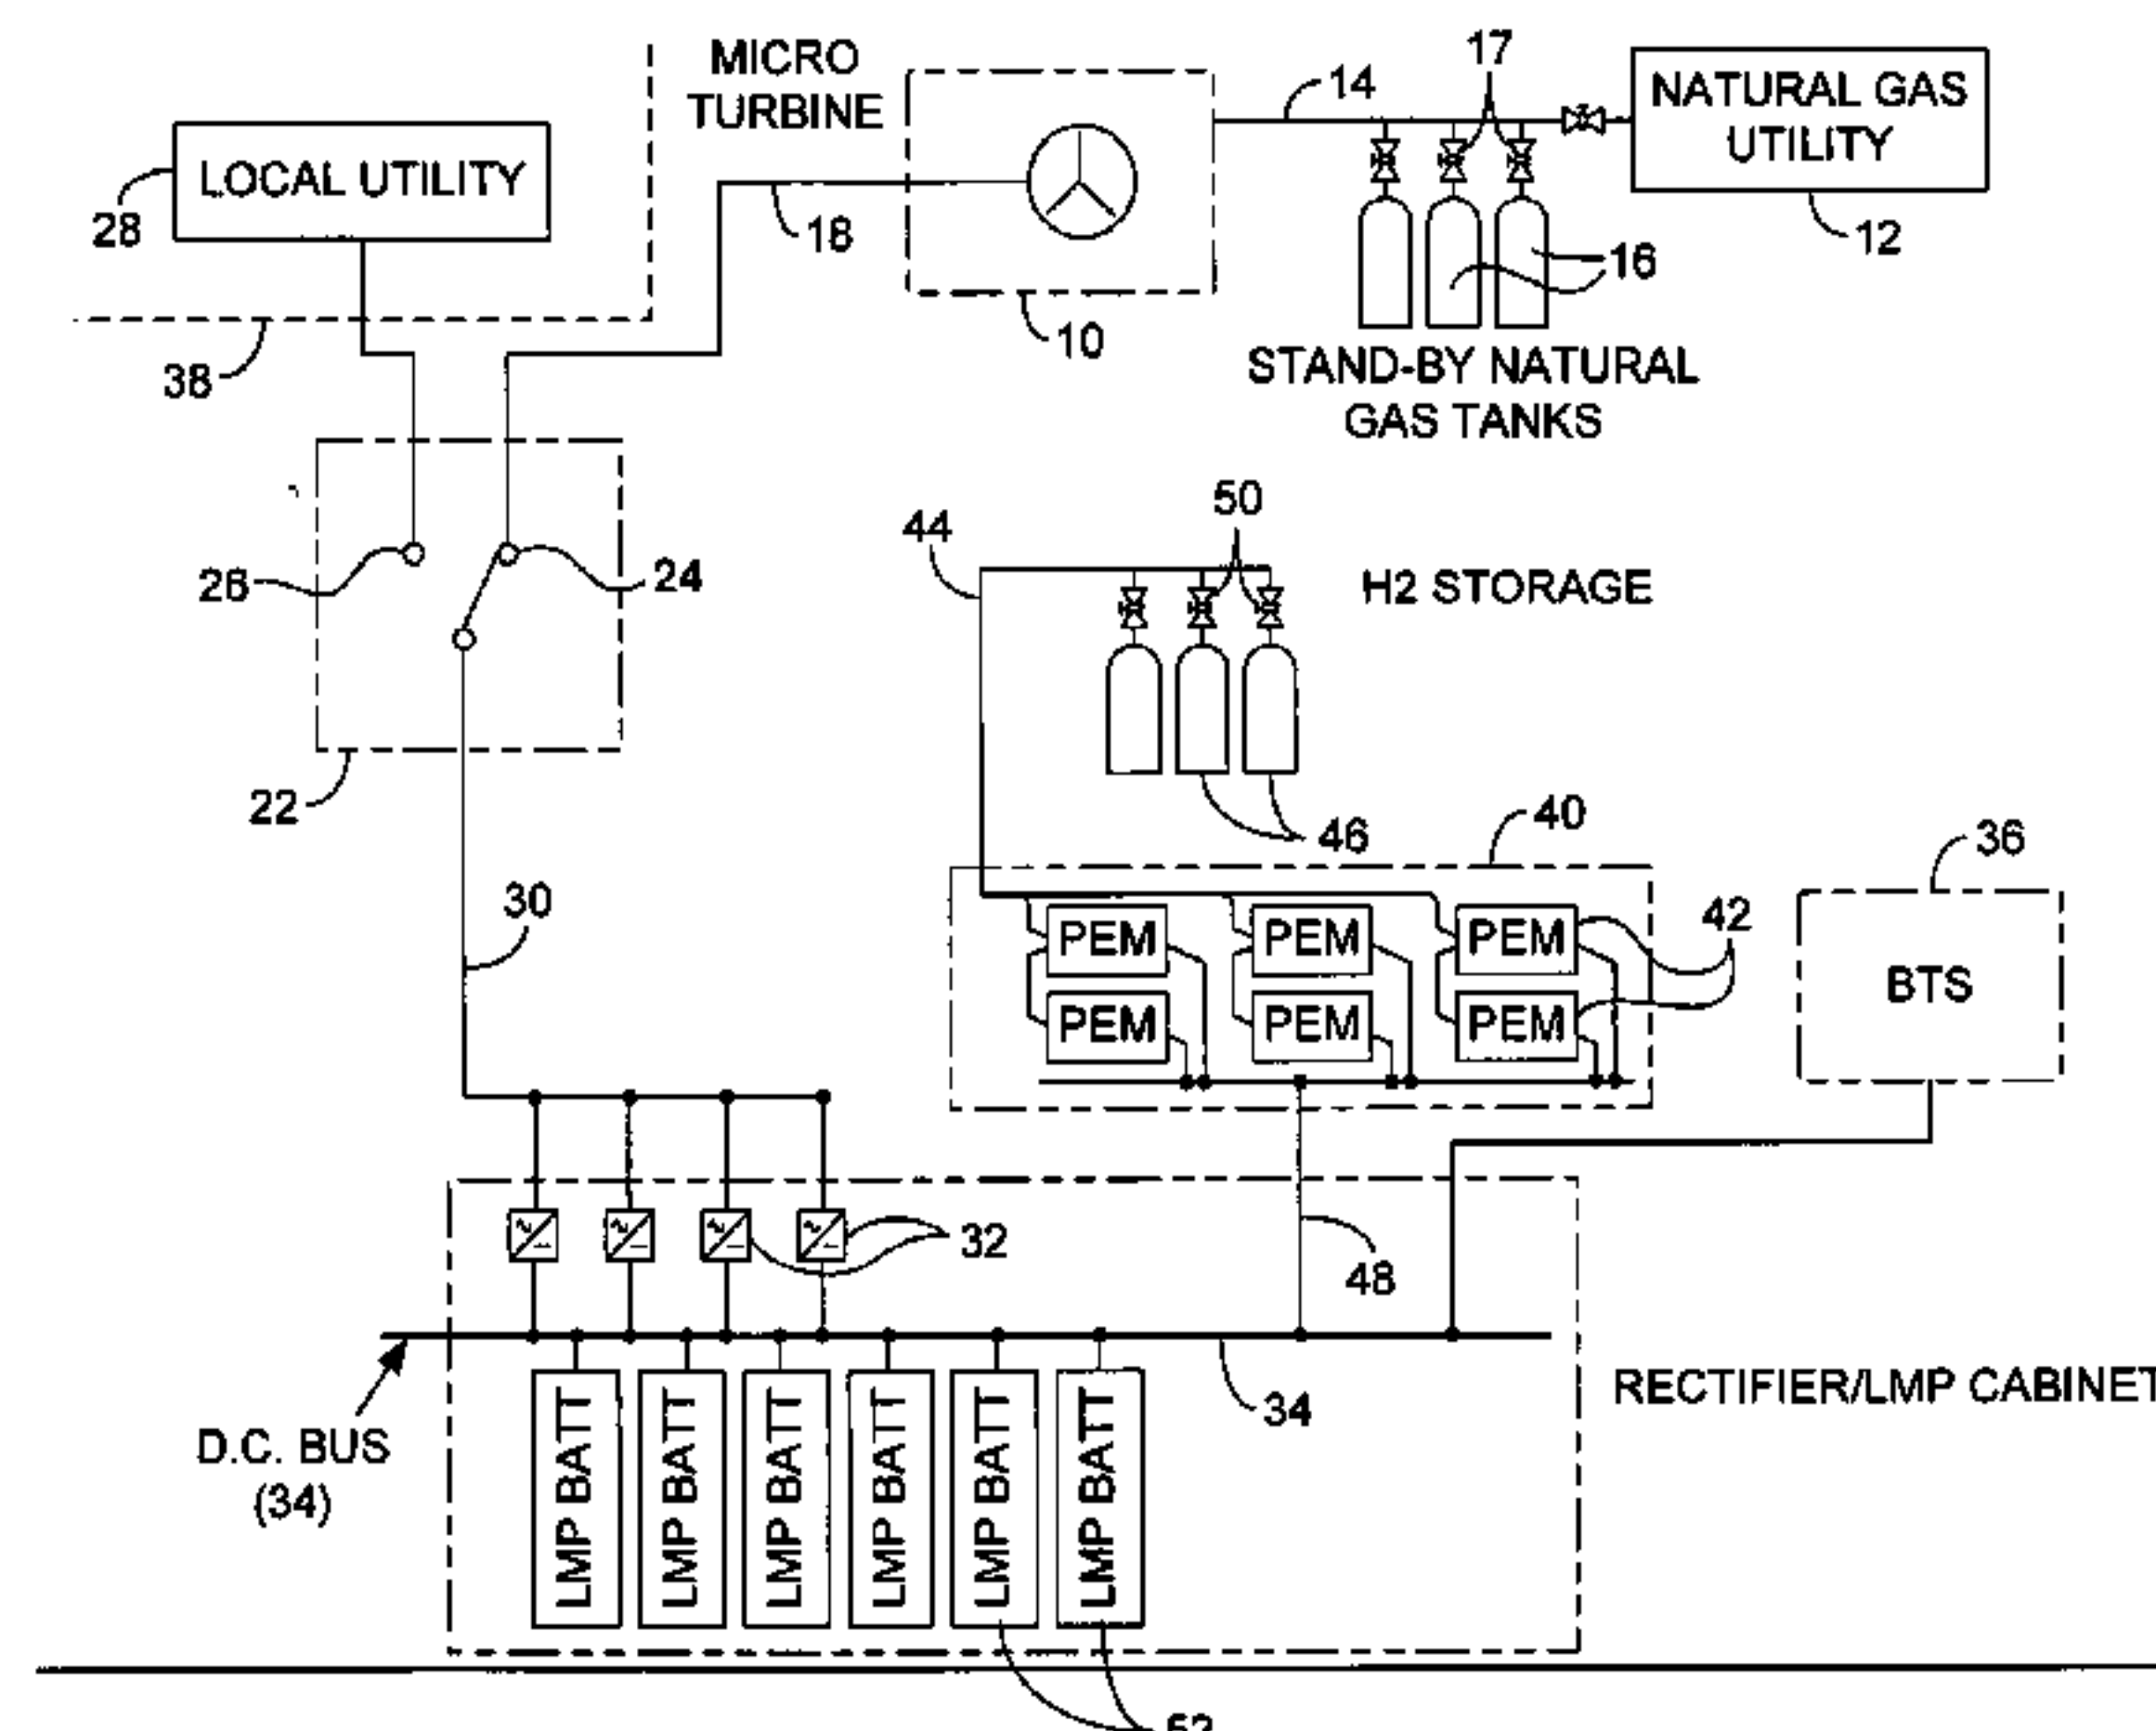 MICRO
TURBINE
14
17
NATURAL GAS
UTILITY
LOCAL UTILITY
28
18
16
12
10
38
STAND-BY NATURAL
GAS TANKS
50
44
26
24
H2 STORAGE
22
46
40
36
30
PEM
PEM
PEM
42
PEM
PEM
PEM
BTS
32
48
34
RECTIFIER/LMP CABINET
D.C. BUS
(34)
LMP BATT
LMP BATT
LMP BATT
LMP BATT
LMP BATT
LMP BATT